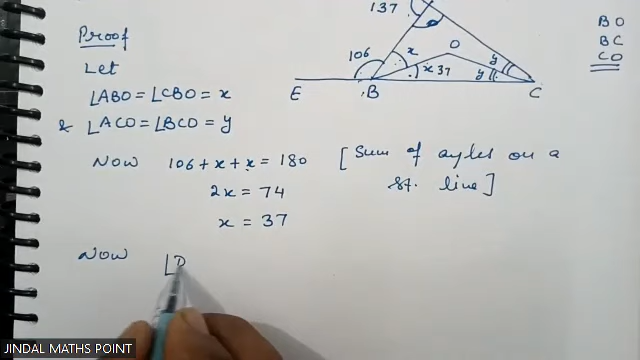 137
Proof
106
x
O
y
BO
BC
CO
Let
x 37
y
∠ABO = ∠CBO = x
E
B
C
& ∠ACO = ∠BCO = y
Now 106 + x + x = 180 [Sum of angles on a
st. line]
2x = 74
x = 37
Now ∠D
JINDAL MATHS POINT